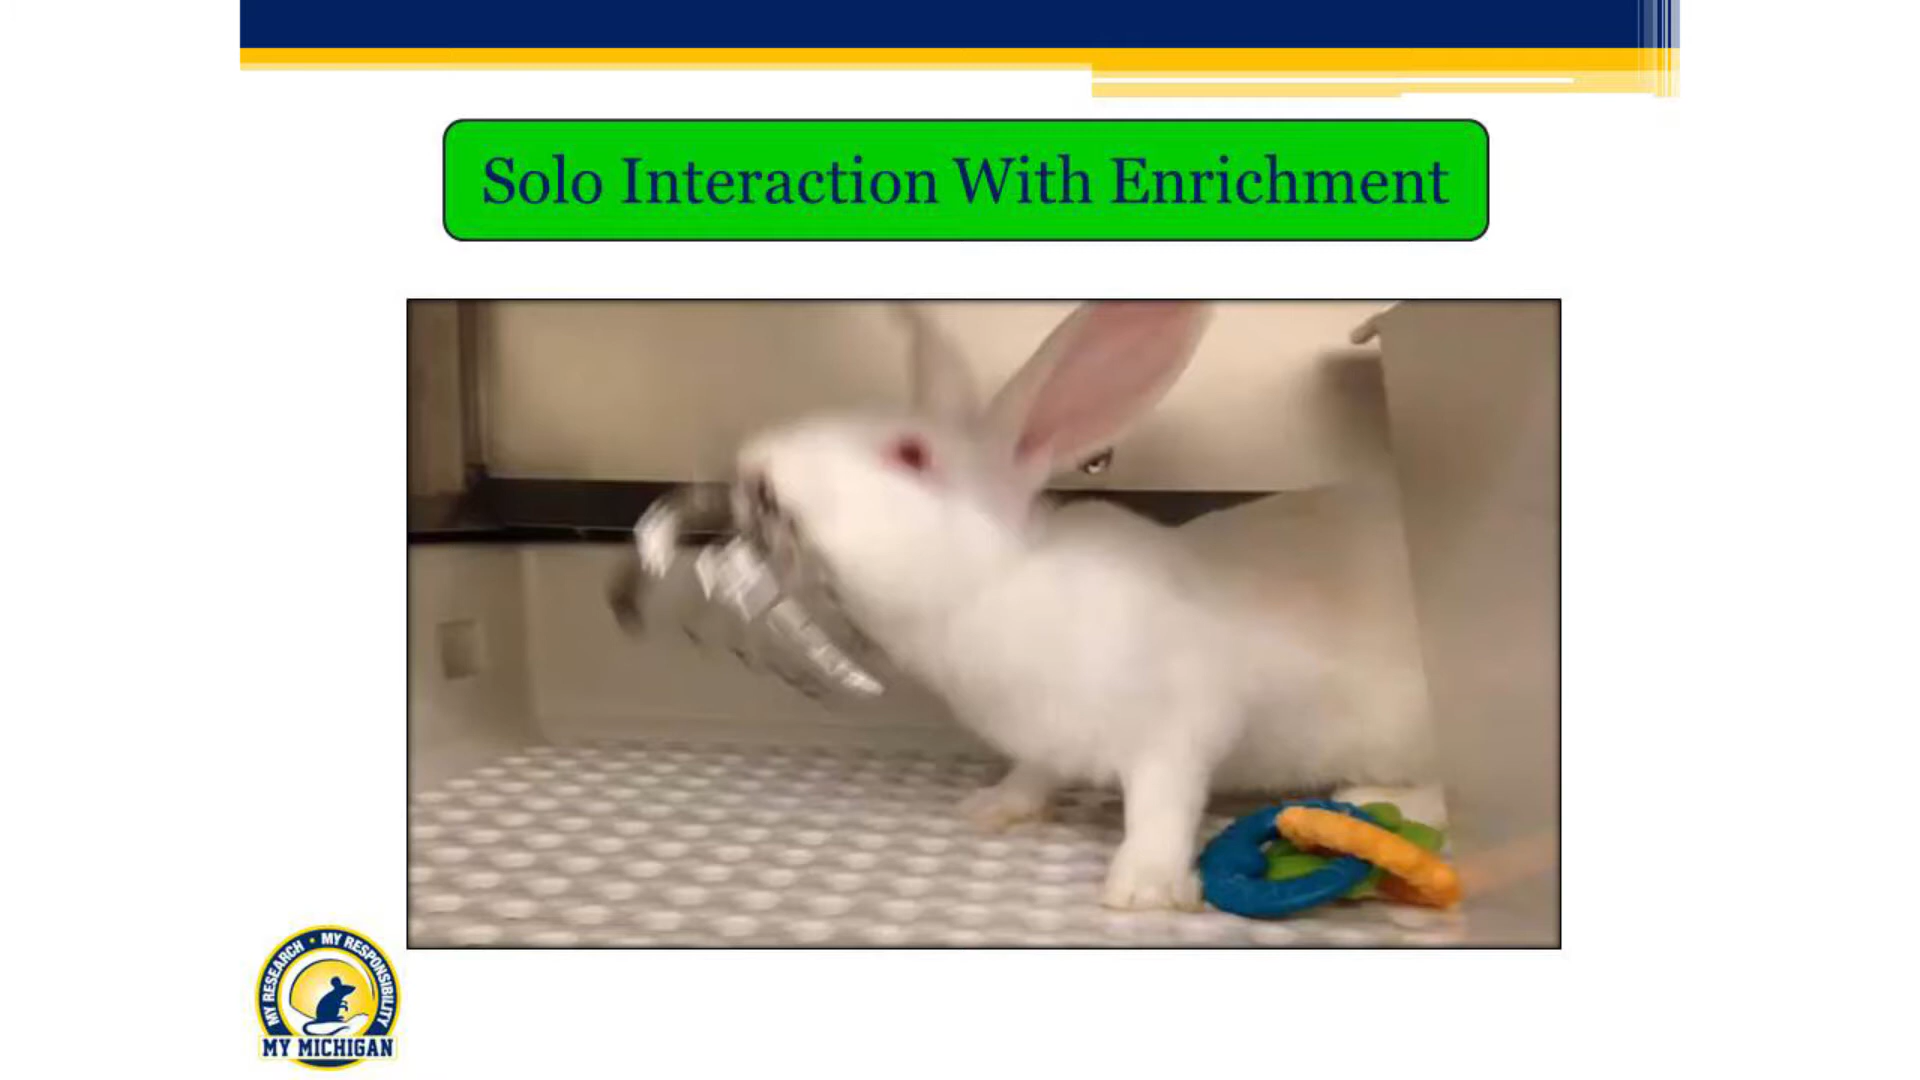 Solo Interaction With Enrichment
MY RESEARCH • MY RESPONSIBILITY
MY MICHIGAN